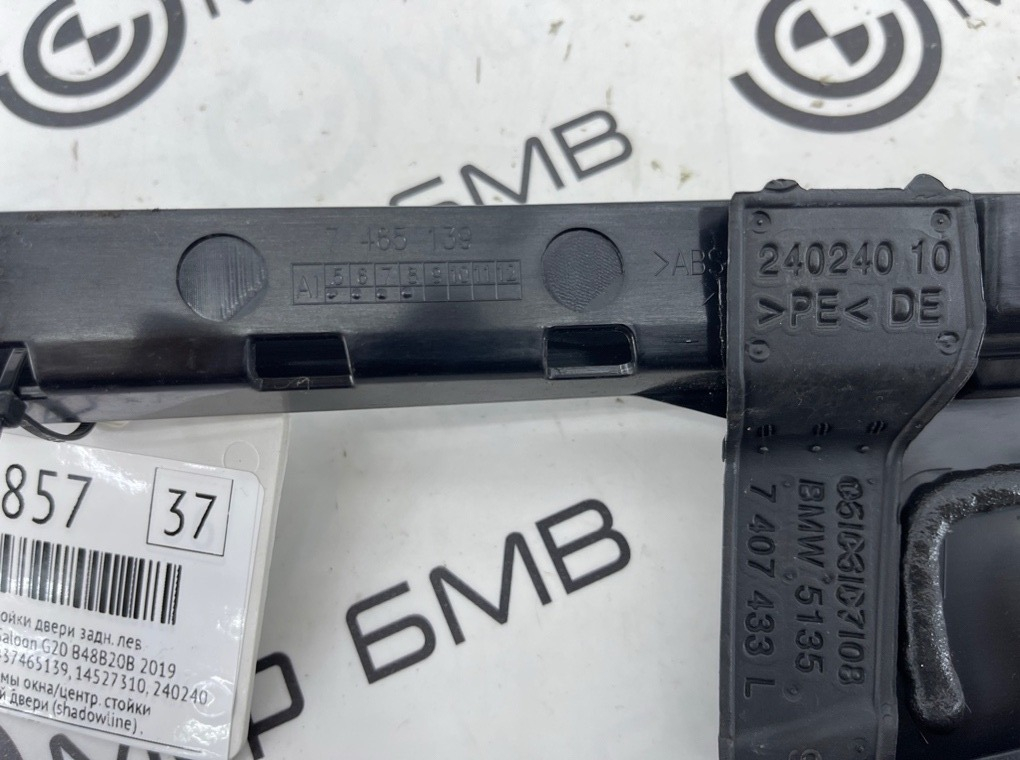 БМВ
7 465 139
AI 5 6 7 8 9 10 11 12
>ABS
240240 10
>PE< DE
BMW 5135
7 407 433 L
857
37
ойки двери задн. лев
Saloon G20 B48B20B 2019
37465139, 14527310, 240240
мы окна/центр. стойки
й двери (shadowline) ,
БМВ